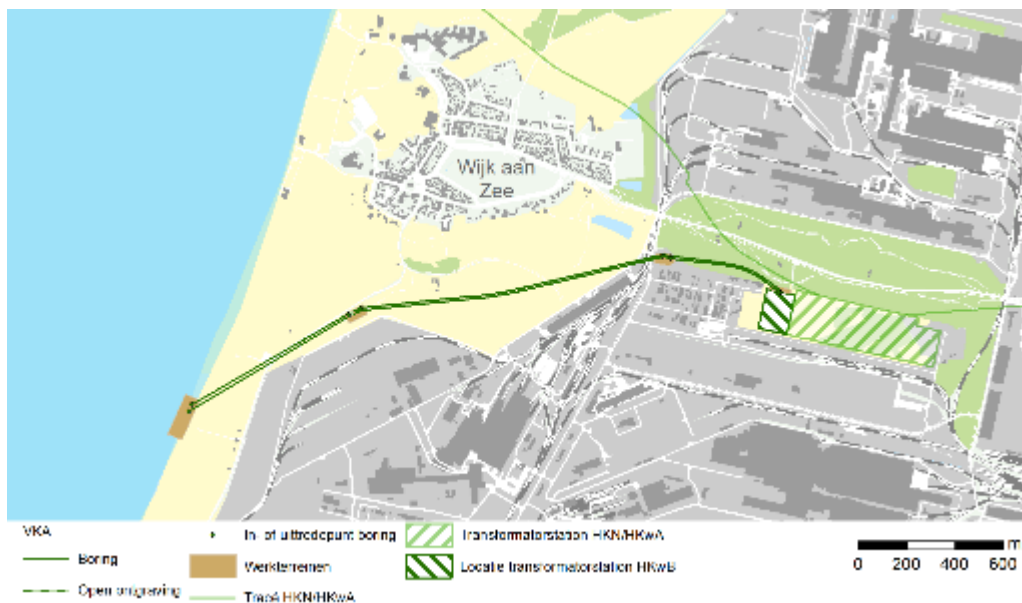 Wijk aan
Zee
VKA
Boring
Open ontgraving
In- of uittredepunt boring
Werkterreinen
Tracé HKN/HKwA
Transformatorstation HKN/HKwA
Locatie transformatorstation HKwB
m
0 200 400 600